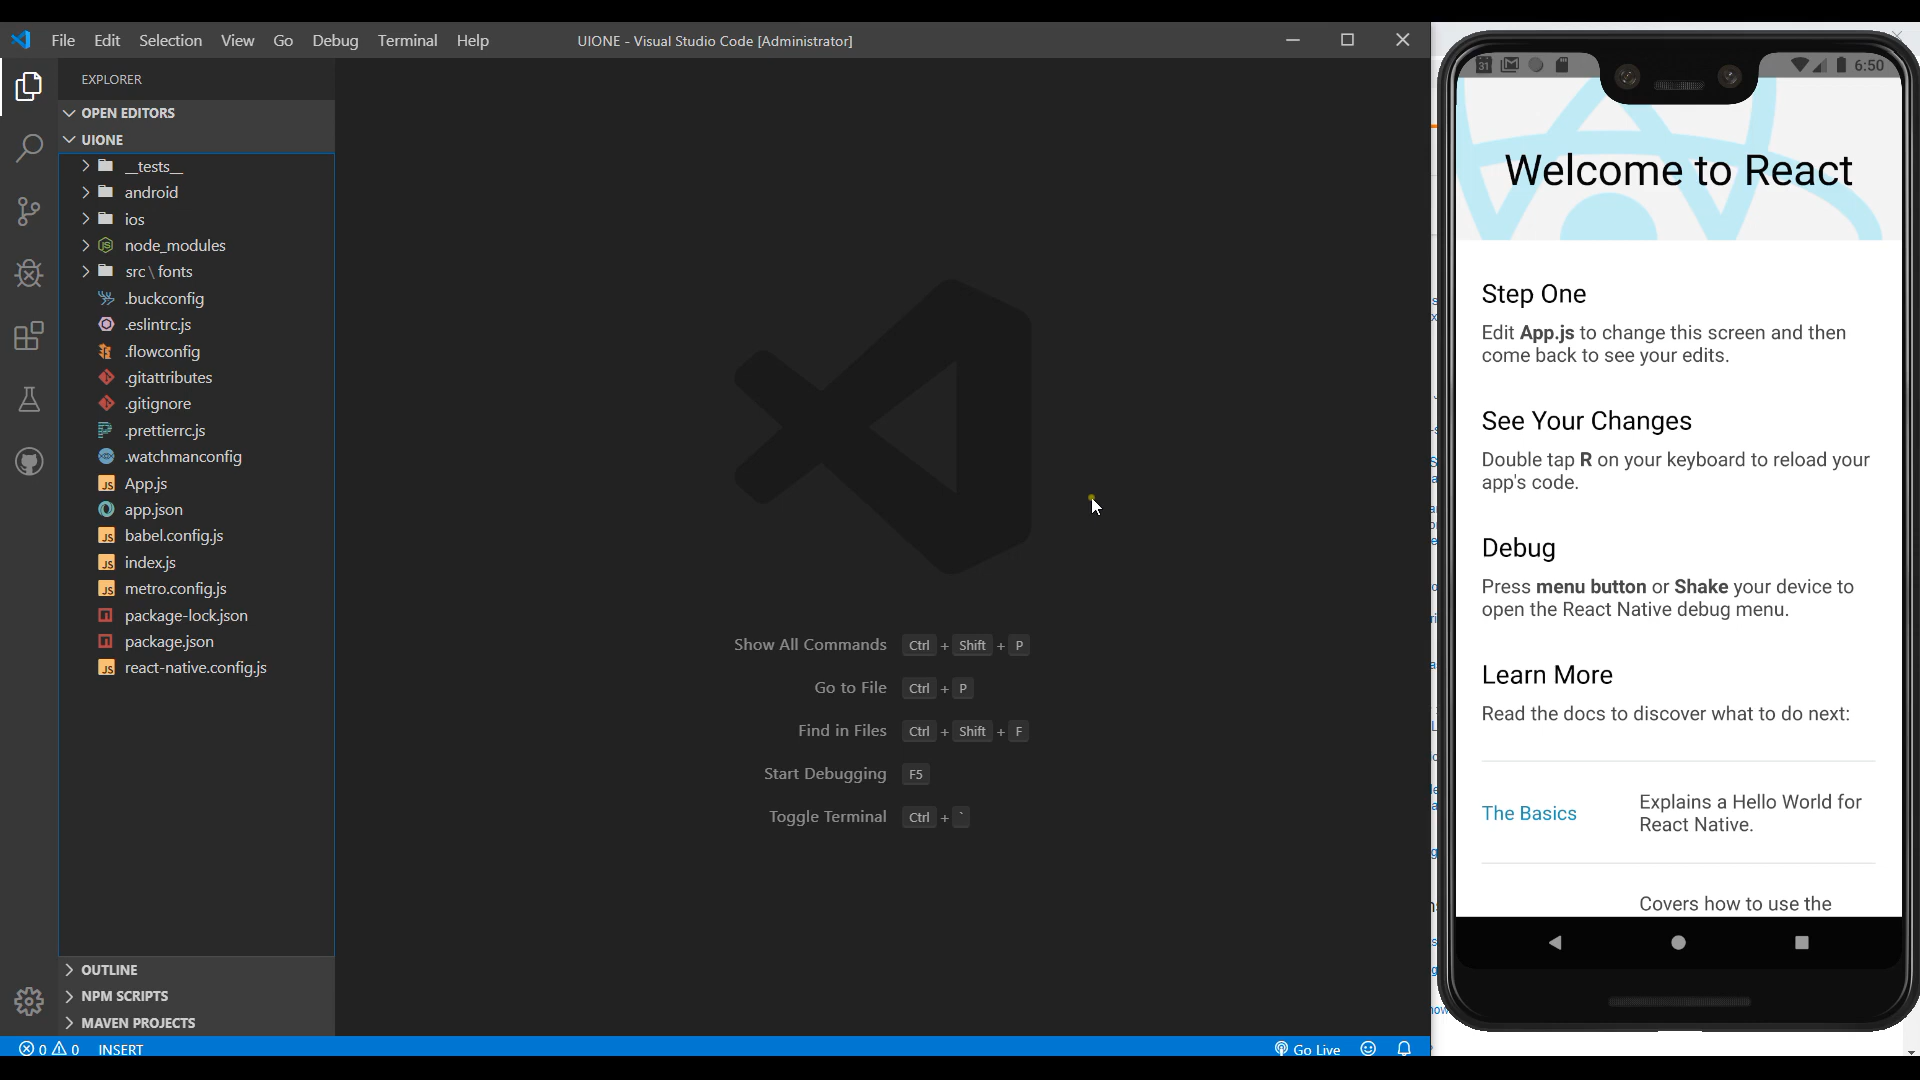 File Edit Selection View Go Debug Terminal Help
UIONE - Visual Studio Code [Administrator]
EXPLORER
OPEN EDITORS
UIONE
__tests__
android
ios
node_modules
src \ fonts
.buckconfig
.eslintrc.js
.flowconfig
.gitattributes
.gitignore
.prettierrc.js
.watchmanconfig
App.js
app.json
babel.config.js
index.js
metro.config.js
package-lock.json
package.json
react-native.config.js
OUTLINE
NPM SCRIPTS
MAVEN PROJECTS
Show All Commands Ctrl + Shift + P
Go to File Ctrl + P
Find in Files Ctrl + Shift + F
Start Debugging F5
Toggle Terminal Ctrl + `
0 0 INSERT
Go Live
31 6:50
Welcome to React
Step One
Edit App.js to change this screen and then
come back to see your edits.
See Your Changes
Double tap R on your keyboard to reload your
app's code.
Debug
Press menu button or Shake your device to
open the React Native debug menu.
Learn More
Read the docs to discover what to do next:
The Basics
Explains a Hello World for
React Native.
Covers how to use the